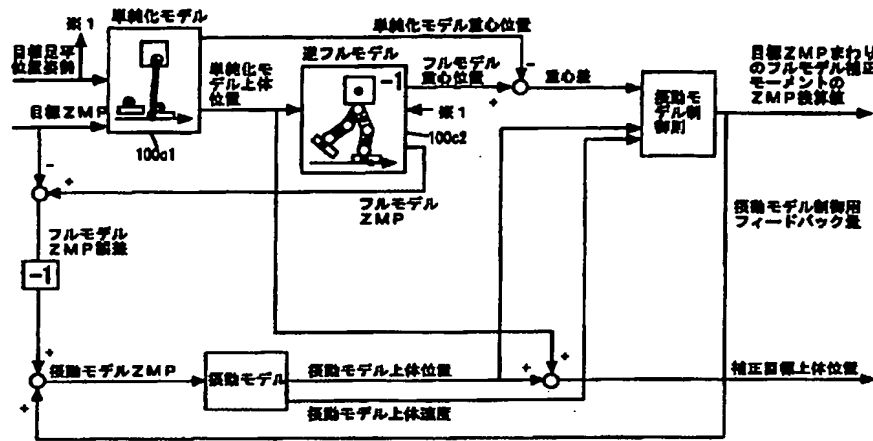 ※1
単純化モデル
目標足平
位置姿勢
目標ZMP
100c1
単純化モデル重心位置
単純化モ
デル上体
位置
逆フルモデル
-1
100c2
フルモデル
重心位置
※1
フルモデル
ZMP
重心差
摂動モ
デル制
御則
目標ZMPまわり
のフルモデル補正
モーメントの
ZMP換算値
摂動モデル制御用
フィードバック量
フルモデル
ZMP誤差
-1
摂動モデルZMP
摂動モデル
摂動モデル上体位置
摂動モデル上体速度
補正目標上体位置